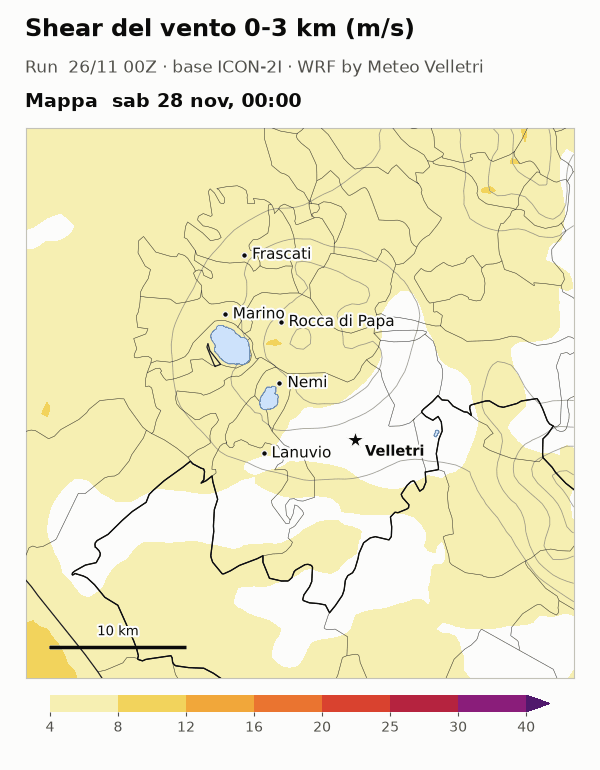 Shear del vento 0-3 km (m/s)
Run  26/11 00Z · base ICON-2I · WRF by Meteo Velletri
Mappa  sab 28 nov, 00:00
Frascati
Marino
Rocca di Papa
Nemi
Velletri
Lanuvio
10 km
4 8 12 16 20 25 30 40